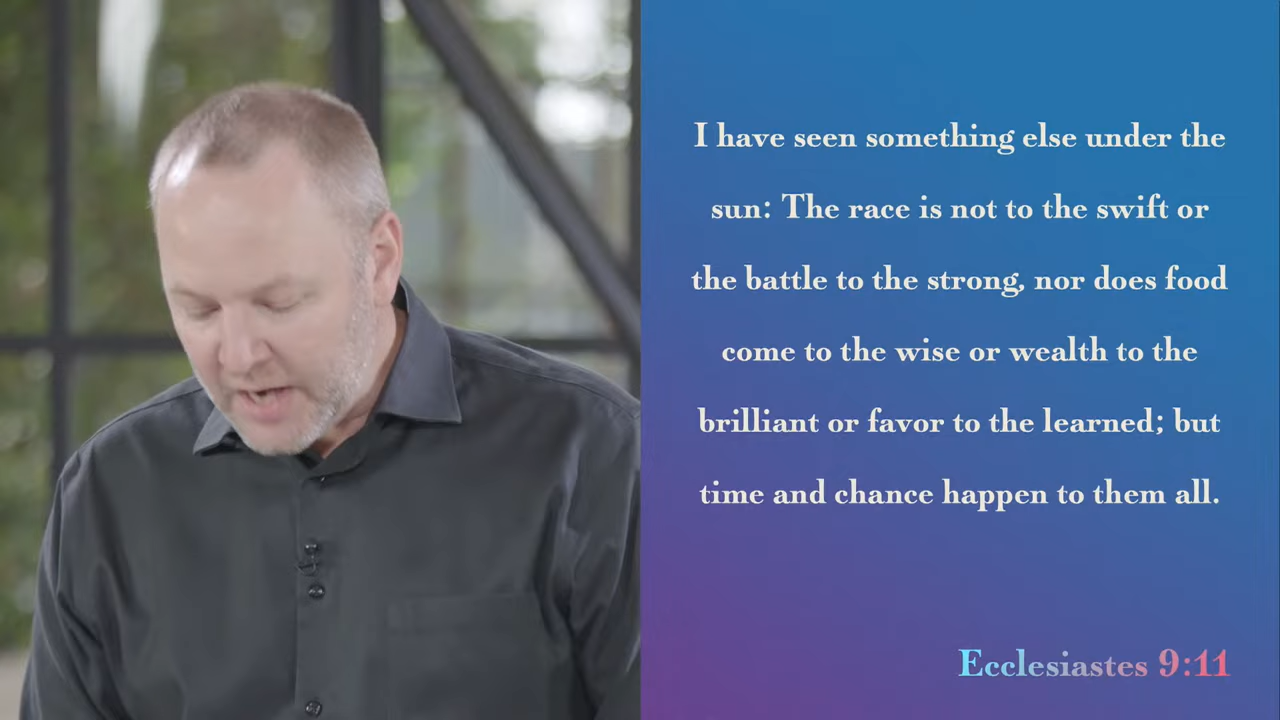 I have seen something else under the
sun: The race is not to the swift or
the battle to the strong, nor does food
come to the wise or wealth to the
brilliant or favor to the learned; but
time and chance happen to them all.
Ecclesiastes 9:11